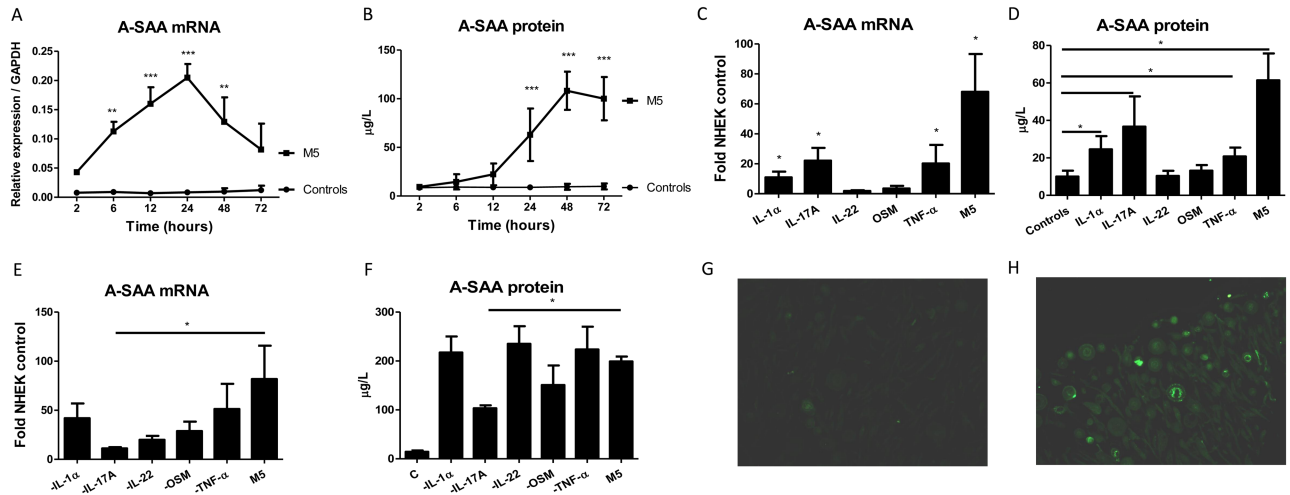 A
A-SAA mRNA
Relative expression / GAPDH
0.25
0.20
0.15
0.10
0.05
0.00
**
***
***
**
M5
Controls
2 6 12 24 48 72
Time (hours)
B
A-SAA protein
µg/L
150
100
50
0
***
***
***
M5
Controls
2 6 12 24 48 72
Time (hours)
C
A-SAA mRNA
Fold NHEK control
100
80
60
40
20
0
*
*
*
*
IL-1α IL-17A IL-22 OSM TNF-α M5
D
A-SAA protein
µg/L
80
60
40
20
0
*
*
*
Controls IL-1α IL-17A IL-22 OSM TNF-α M5
E
A-SAA mRNA
Fold NHEK control
150
100
50
0
*
-IL-1α -IL-17A -IL-22 -OSM -TNF-α M5
F
A-SAA protein
µg/L
300
200
100
0
*
C -IL-1α -IL-17A -IL-22 -OSM -TNF-α M5
G
H